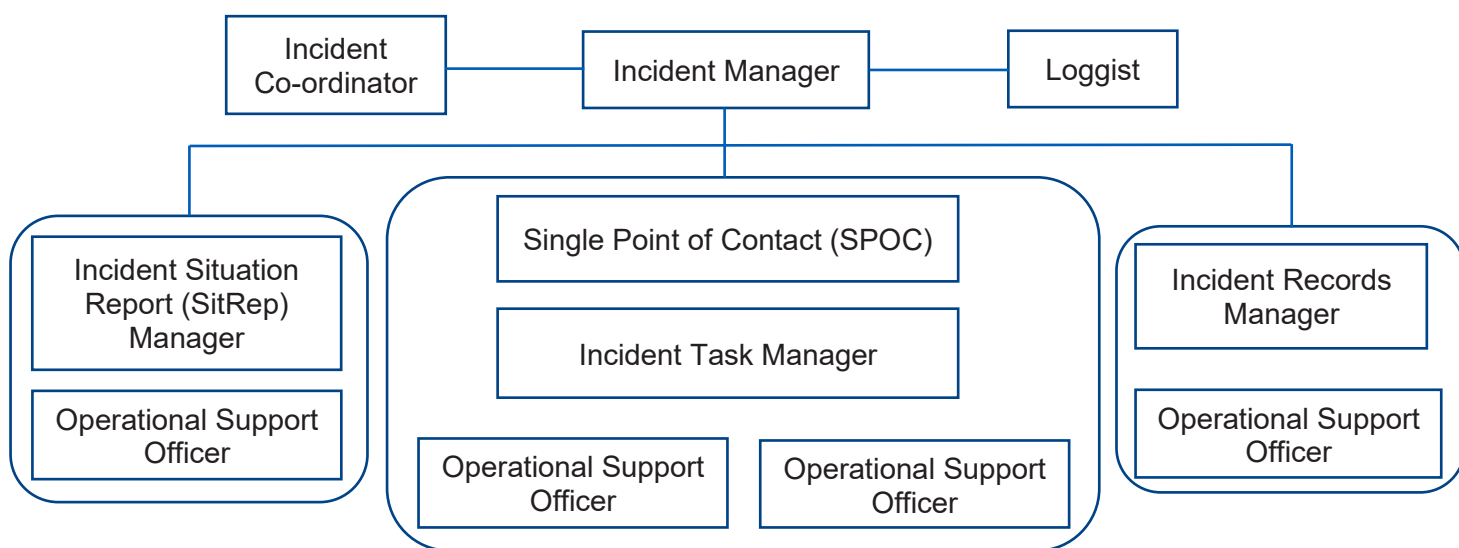 Incident
Co-ordinator
Incident Manager
Loggist
Incident Situation
Report (SitRep)
Manager
Operational Support
Officer
Single Point of Contact (SPOC)
Incident Task Manager
Operational Support
Officer
Operational Support
Officer
Incident Records
Manager
Operational Support
Officer